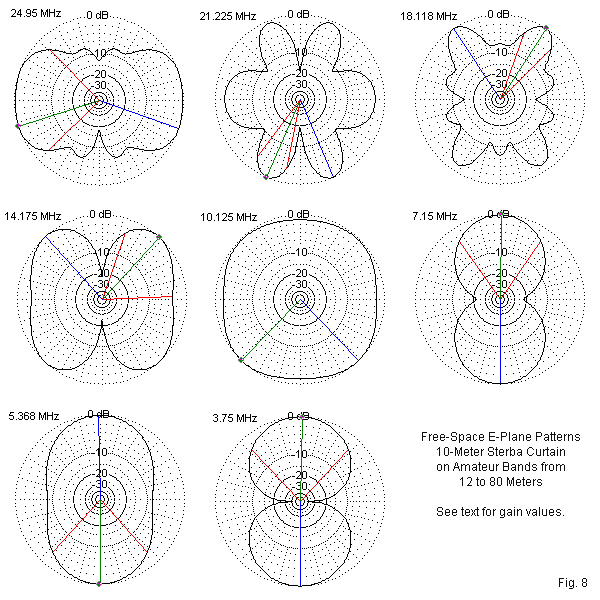 24.95 MHz
0 dB
-10
-20
-30
21.225 MHz
0 dB
-10
-20
-30
18.118 MHz
0 dB
-10
-20
-30
14.175 MHz
0 dB
-10
-20
-30
10.125 MHz
0 dB
-10
-20
-30
7.15 MHz
0 dB
-10
-20
-30
5.368 MHz
0 dB
-10
-20
-30
3.75 MHz
0 dB
-10
-20
-30
Free-Space E-Plane Patterns
10-Meter Sterba Curtain
on Amateur Bands from
12 to 80 Meters
See text for gain values.
Fig. 8